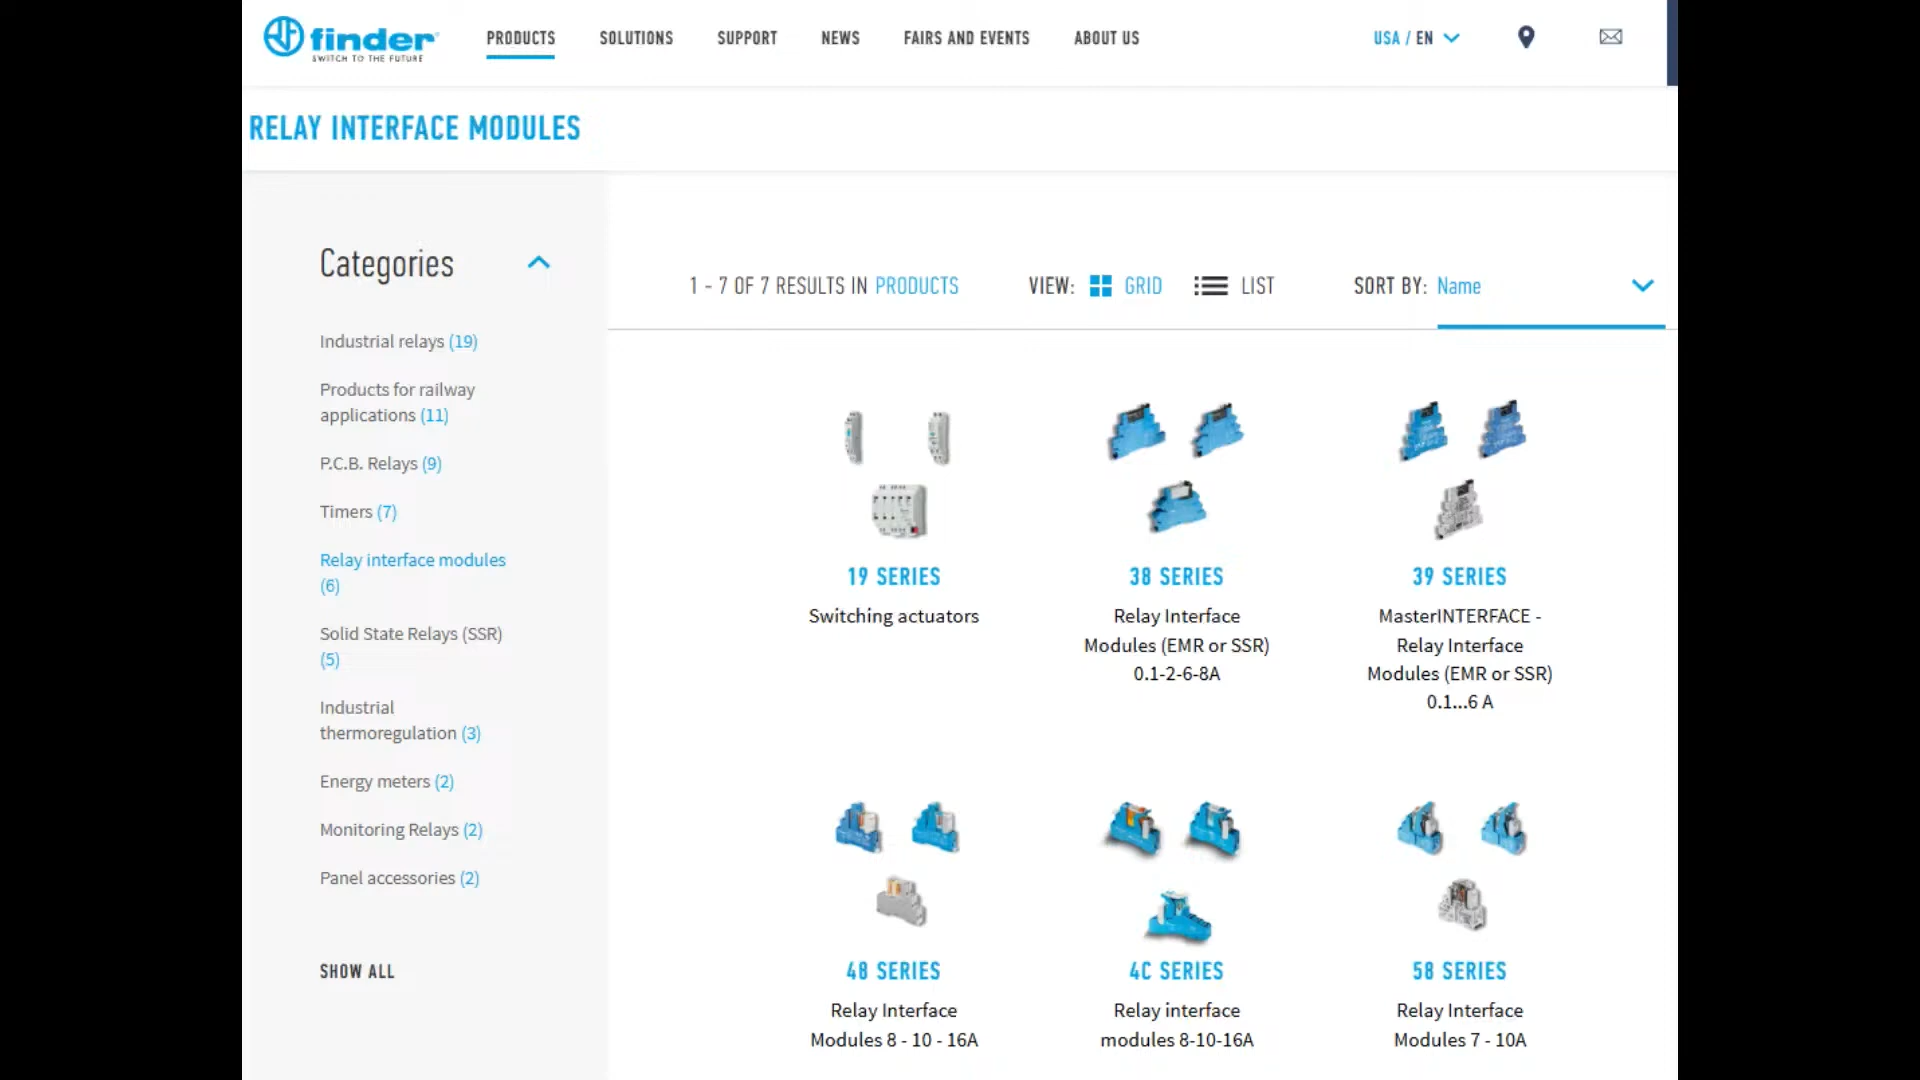 finder
SWITCH TO THE FUTURE
PRODUCTS
SOLUTIONS
SUPPORT
NEWS
FAIRS AND EVENTS
ABOUT US
USA / EN
RELAY INTERFACE MODULES
Categories
Industrial relays (19)
Products for railway
applications (11)
P.C.B. Relays (9)
Timers (7)
Relay interface modules
(6)
Solid State Relays (SSR)
(5)
Industrial
thermoregulation (3)
Energy meters (2)
Monitoring Relays (2)
Panel accessories (2)
SHOW ALL
1 - 7 OF 7 RESULTS IN PRODUCTS
VIEW: GRID LIST
SORT BY: Name
19 SERIES
Switching actuators
38 SERIES
Relay Interface
Modules (EMR or SSR)
0.1-2-6-8A
39 SERIES
MasterINTERFACE -
Relay Interface
Modules (EMR or SSR)
0.1...6 A
48 SERIES
Relay Interface
Modules 8 - 10 - 16A
4C SERIES
Relay interface
modules 8-10-16A
58 SERIES
Relay Interface
Modules 7 - 10A